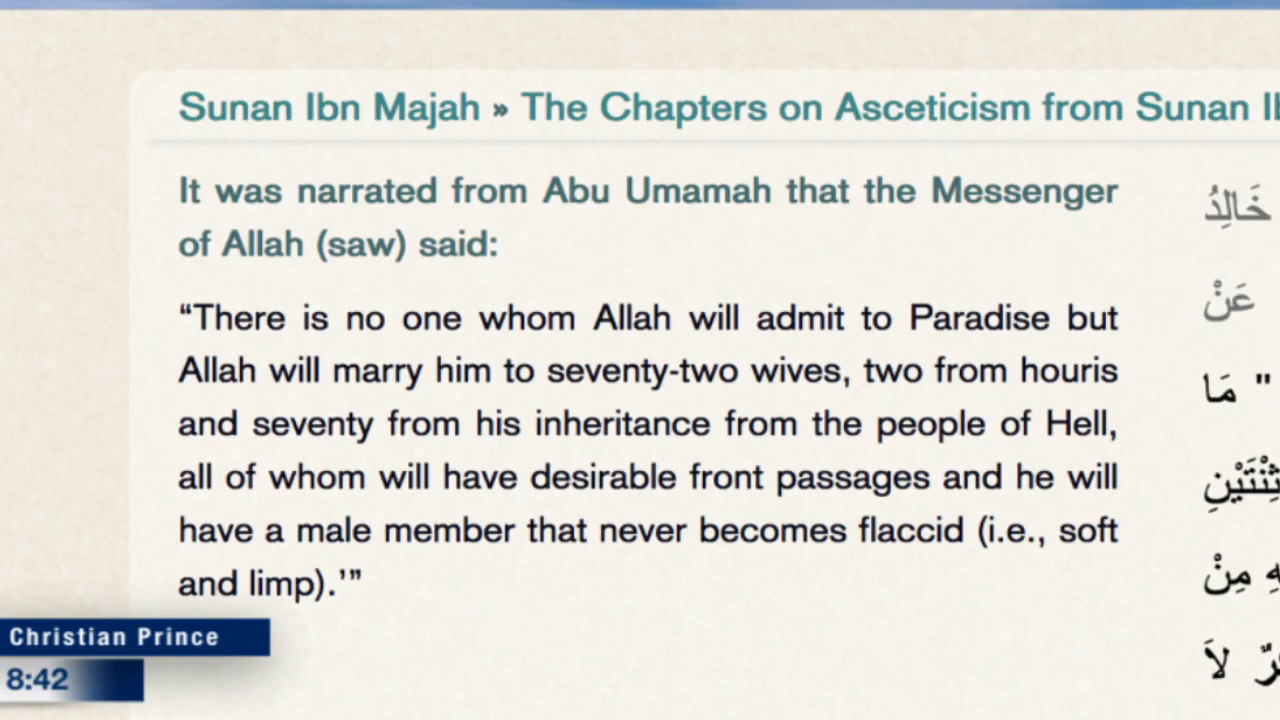 Sunan Ibn Majah » The Chapters on Asceticism from Sunan
It was narrated from Abu Umamah that the Messenger
of Allah (saw) said:
“There is no one whom Allah will admit to Paradise but
Allah will marry him to seventy-two wives, two from houris
and seventy from his inheritance from the people of Hell,
all of whom will have desirable front passages and he will
have a male member that never becomes flaccid (i.e., soft
and limp).’”
خَالِدُ
عَنْ
" مَا
ثِنْتَيْنِ
مِنْ
لاَ
Christian Prince
8:42